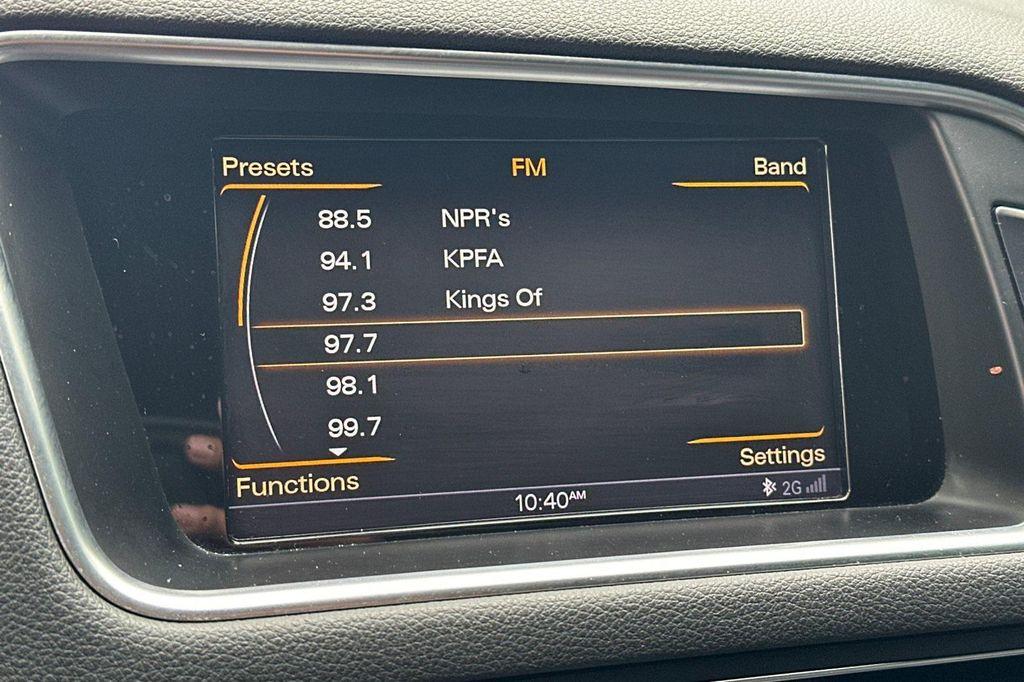 Presets FM Band
88.5 NPR's
94.1 KPFA
97.3 Kings Of
97.7
98.1
99.7
Settings
Functions
10:40AM 2G